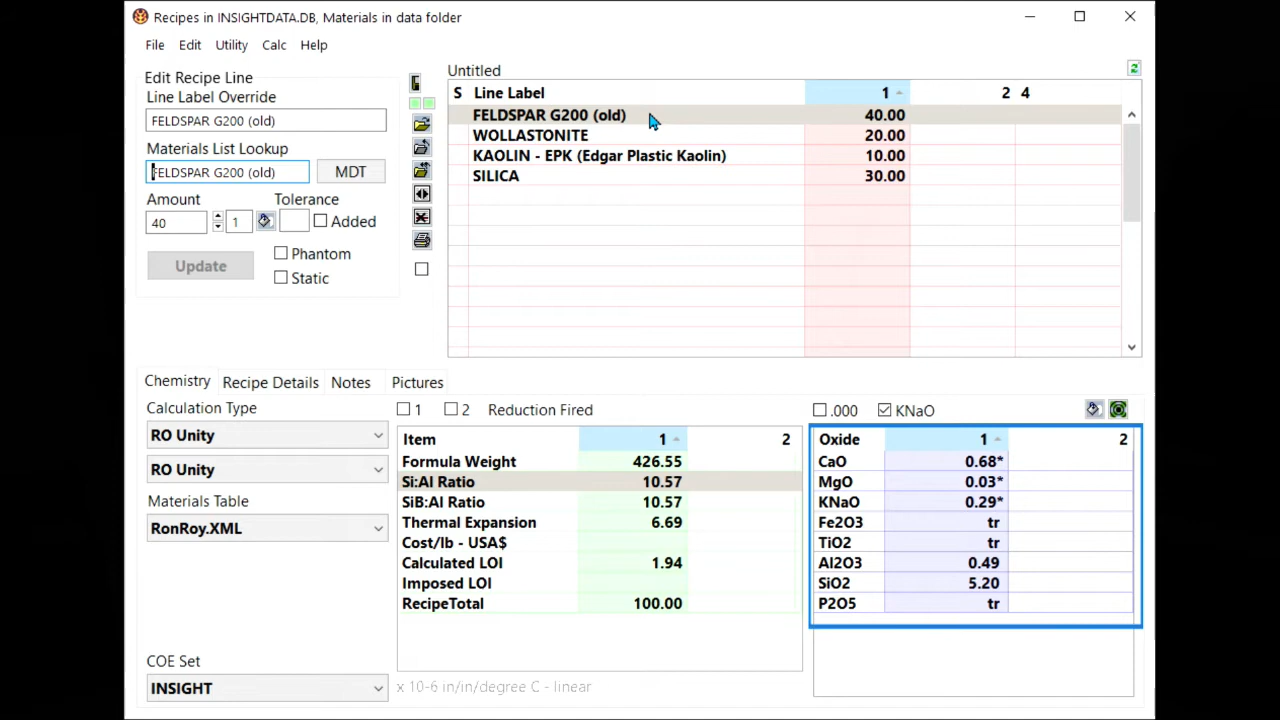 Recipes in INSIGHTDATA.DB, Materials in data folder
File Edit Utility Calc Help
Edit Recipe Line
Line Label Override
FELDSPAR G200 (old)
Materials List Lookup
FELDSPAR G200 (old) MDT
Amount Tolerance
40 1 Added
Update
Phantom
Static
Untitled
S Line Label 1 2 4
FELDSPAR G200 (old) 40.00
WOLLASTONITE 20.00
KAOLIN - EPK (Edgar Plastic Kaolin) 10.00
SILICA 30.00
Chemistry Recipe Details Notes Pictures
Calculation Type
RO Unity
RO Unity
Materials Table
RonRoy.XML
COE Set
INSIGHT
1 2 Reduction Fired
Item 1 2
Formula Weight 426.55
Si:Al Ratio 10.57
SiB:Al Ratio 10.57
Thermal Expansion 6.69
Cost/lb - USA$
Calculated LOI 1.94
Imposed LOI
RecipeTotal 100.00
x 10-6 in/in/degree C - linear
.000 KNaO
Oxide 1 2
CaO 0.68*
MgO 0.03*
KNaO 0.29*
Fe2O3 tr
TiO2 tr
Al2O3 0.49
SiO2 5.20
P2O5 tr